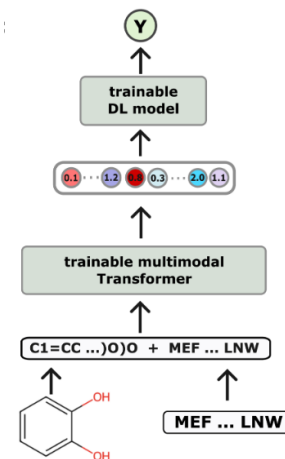 Y
trainable
DL model
0.1 ... 1.2 0.8 0.3 ... 2.0 1.1
trainable multimodal
Transformer
C1=CC ...)O)O + MEF ... LNW
OH
OH
MEF ... LNW